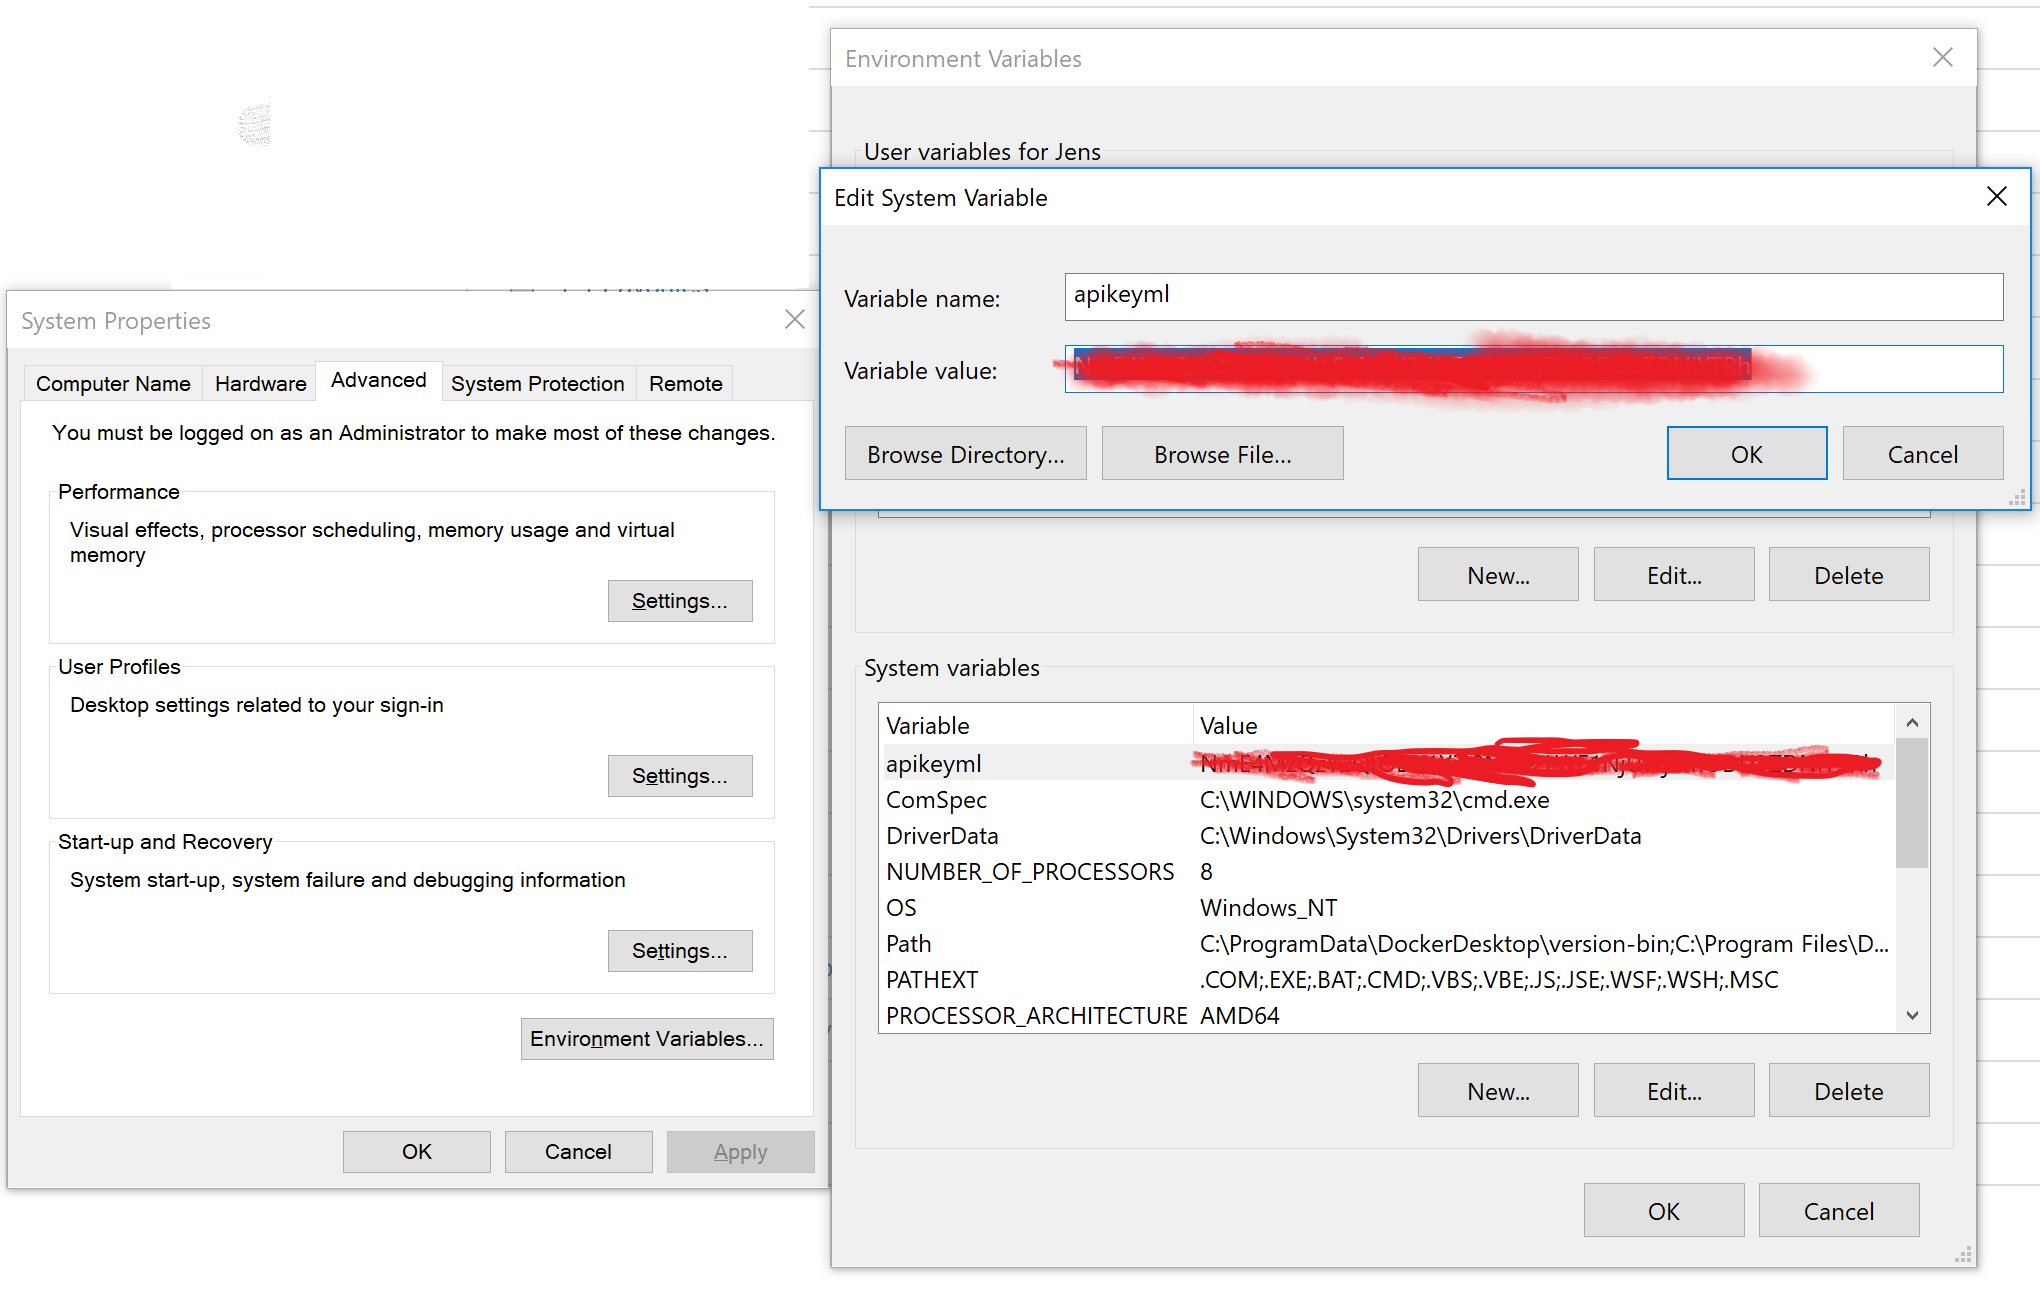 System Properties
Computer Name
Hardware
Advanced
System Protection
Remote
You must be logged on as an Administrator to make most of these changes.
Performance
Visual effects, processor scheduling, memory usage and virtual
memory
Settings...
User Profiles
Desktop settings related to your sign-in
Settings...
Start-up and Recovery
System start-up, system failure and debugging information
Settings...
Environment Variables...
OK
Cancel
Apply
Environment Variables
User variables for Jens
Edit System Variable
Variable name:
apikeyml
Variable value:
Browse Directory...
Browse File...
OK
Cancel
New...
Edit...
Delete
System variables
Variable Value
apikeyml
ComSpec C:\WINDOWS\system32\cmd.exe
DriverData C:\Windows\System32\Drivers\DriverData
NUMBER_OF_PROCESSORS 8
OS Windows_NT
Path C:\ProgramData\DockerDesktop\version-bin;C:\Program Files\D...
PATHEXT .COM;.EXE;.BAT;.CMD;.VBS;.VBE;.JS;.JSE;.WSF;.WSH;.MSC
PROCESSOR_ARCHITECTURE AMD64
New...
Edit...
Delete
OK
Cancel